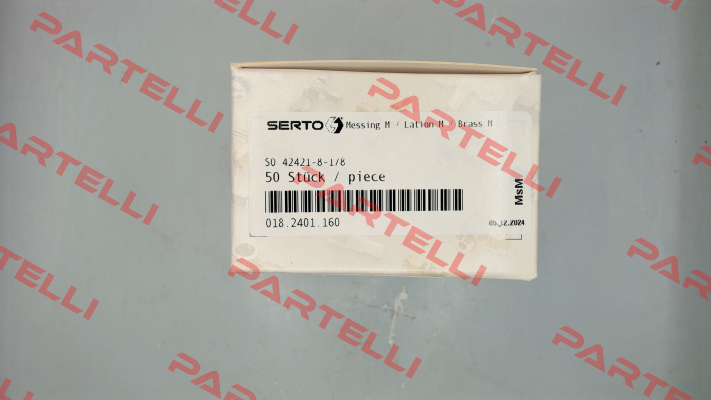 SERTO Messing M / Laiton M / Brass M
SO 42421-8-1/8
50 Stück / piece
018.2401.160
05.12.2024
MsM
PARTELLI
PARTELLI
PARTELLI
PARTELLI
PARTELLI
PARTELLI
PARTELLI
PARTELLI
PARTELLI